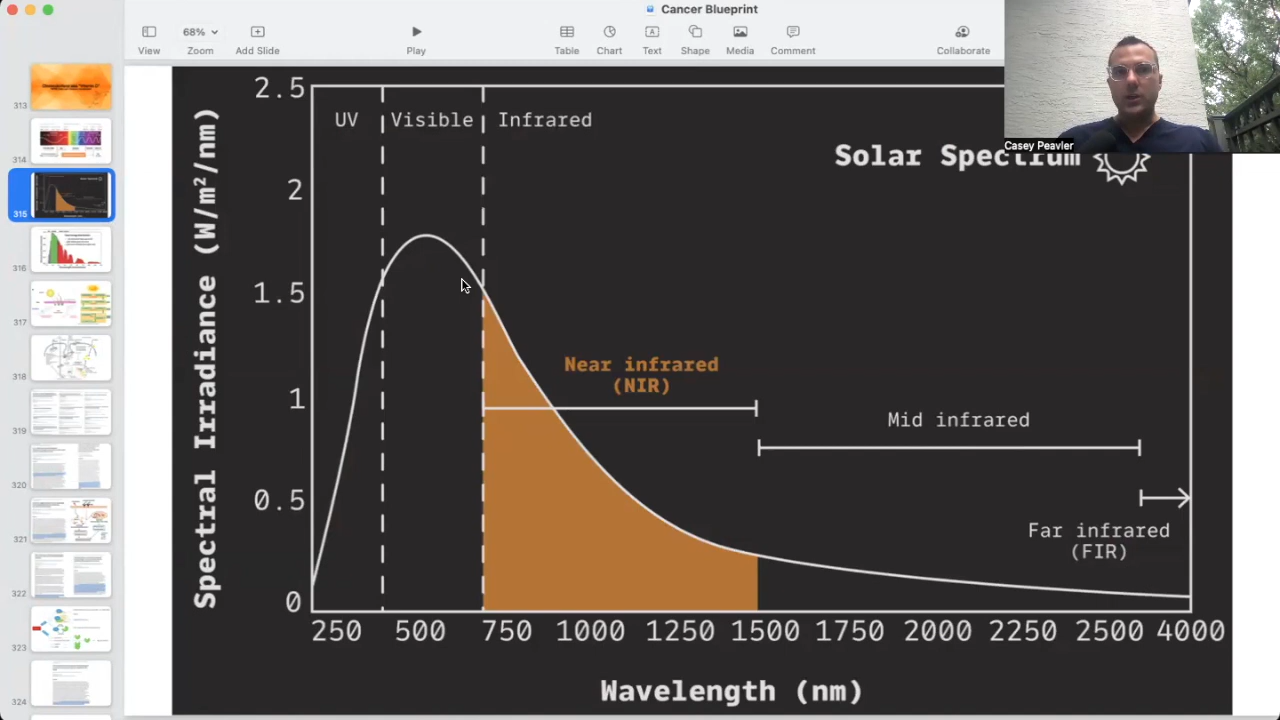 Cancer Blueprint
68%
View
Zoom
Add Slide
Play
Table
Chart
Text
Shape
Media
Comment
Collaborate
Casey Peavler
313
314
315
316
317
318
319
320
321
322
323
324
Solar Spectrum
UV
Visible
Infrared
Spectral Irradiance (W/m²/nm)
2.5
2
1.5
1
0.5
0
Near infrared
(NIR)
Mid infrared
Far infrared
(FIR)
250 500 750 1000 1250 1500 1750 2000 2250 2500 4000
Wavelength (nm)